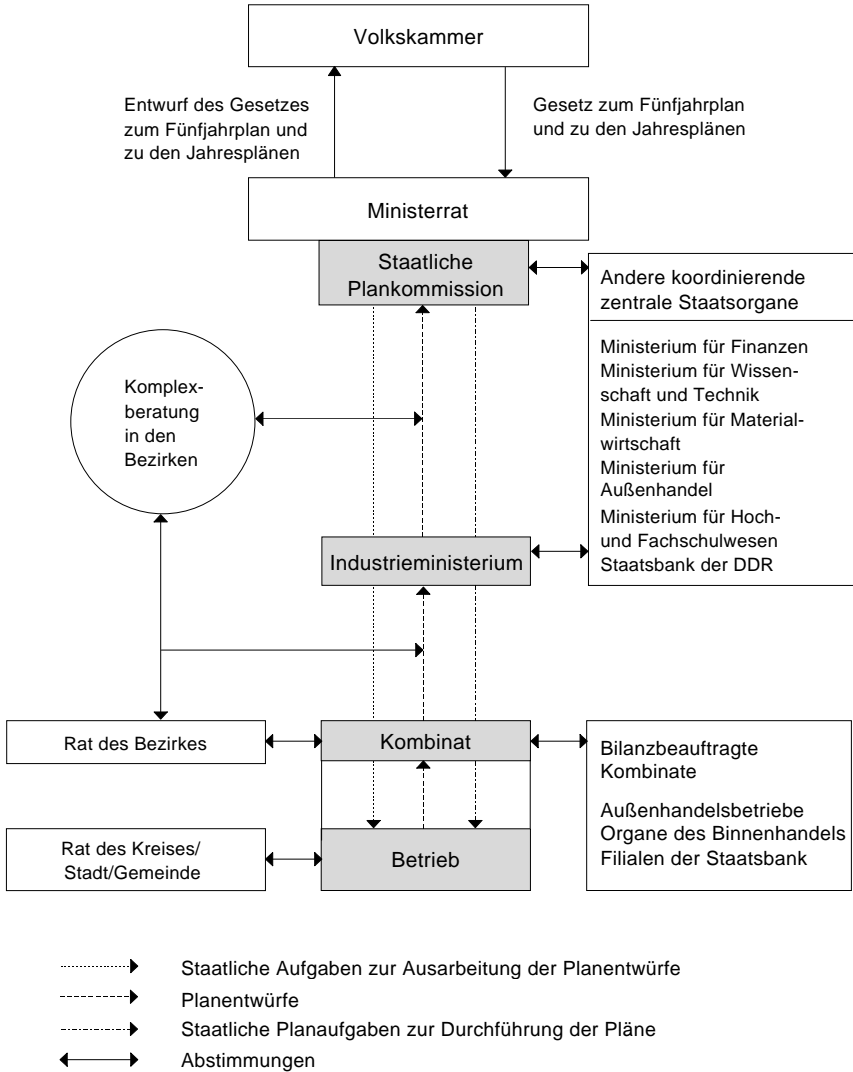 Volkskammer
Entwurf des Gesetzes
zum Fünfjahrplan und
zu den Jahresplänen
Gesetz zum Fünfjahrplan
und zu den Jahresplänen
Ministerrat
Staatliche
Plankommission
Andere koordinierende
zentrale Staatsorgane
Ministerium für Finanzen
Ministerium für Wissen-
schaft und Technik
Ministerium für Material-
wirtschaft
Ministerium für
Außenhandel
Ministerium für Hoch-
und Fachschulwesen
Staatsbank der DDR
Komplex-
beratung
in den
Bezirken
Industrieministerium
Rat des Bezirkes
Kombinat
Bilanzbeauftragte
Kombinate
Außenhandelsbetriebe
Organe des Binnenhandels
Filialen der Staatsbank
Rat des Kreises/
Stadt/Gemeinde
Betrieb
Staatliche Aufgaben zur Ausarbeitung der Planentwürfe
Planentwürfe
Staatliche Planaufgaben zur Durchführung der Pläne
Abstimmungen